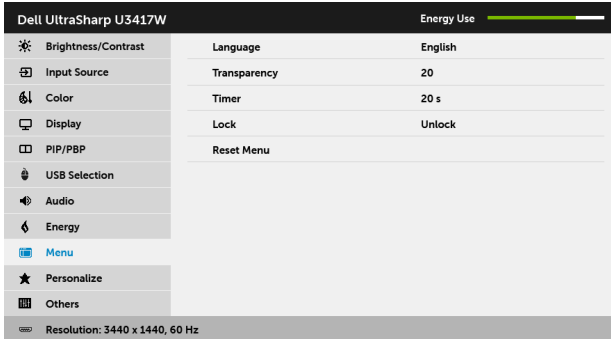 Dell UltraSharp U3417W Energy Use
Brightness/Contrast Language English
Input Source Transparency 20
Color Timer 20 s
Display Lock Unlock
PIP/PBP Reset Menu
USB Selection
Audio
Energy
Menu
Personalize
Others
Resolution: 3440 x 1440, 60 Hz